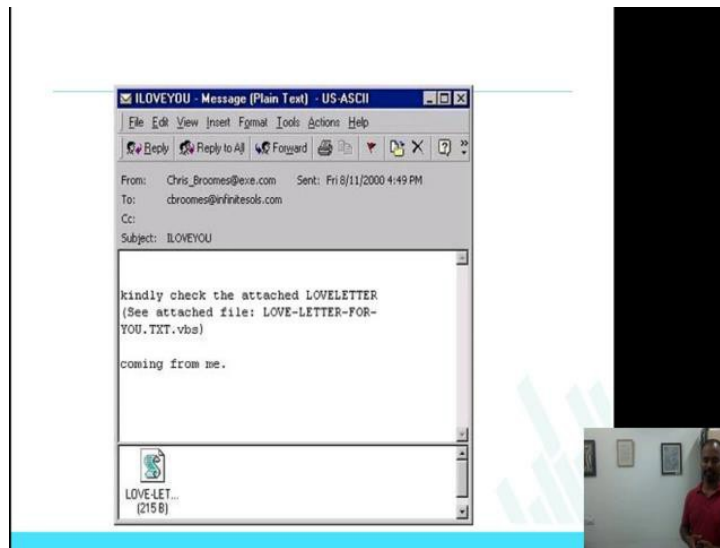 ILOVEYOU - Message (Plain Text) - US-ASCII
File Edit View Insert Format Tools Actions Help
Reply Reply to All Forward
From: Chris_Broomes@exe.com Sent: Fri 8/11/2000 4:49 PM
To: cbroomes@infinitesols.com
Cc:
Subject: ILOVEYOU
kindly check the attached LOVELETTER
(See attached file: LOVE-LETTER-FOR-
YOU.TXT.vbs)
coming from me.
LOVE-LET...
(215 B)